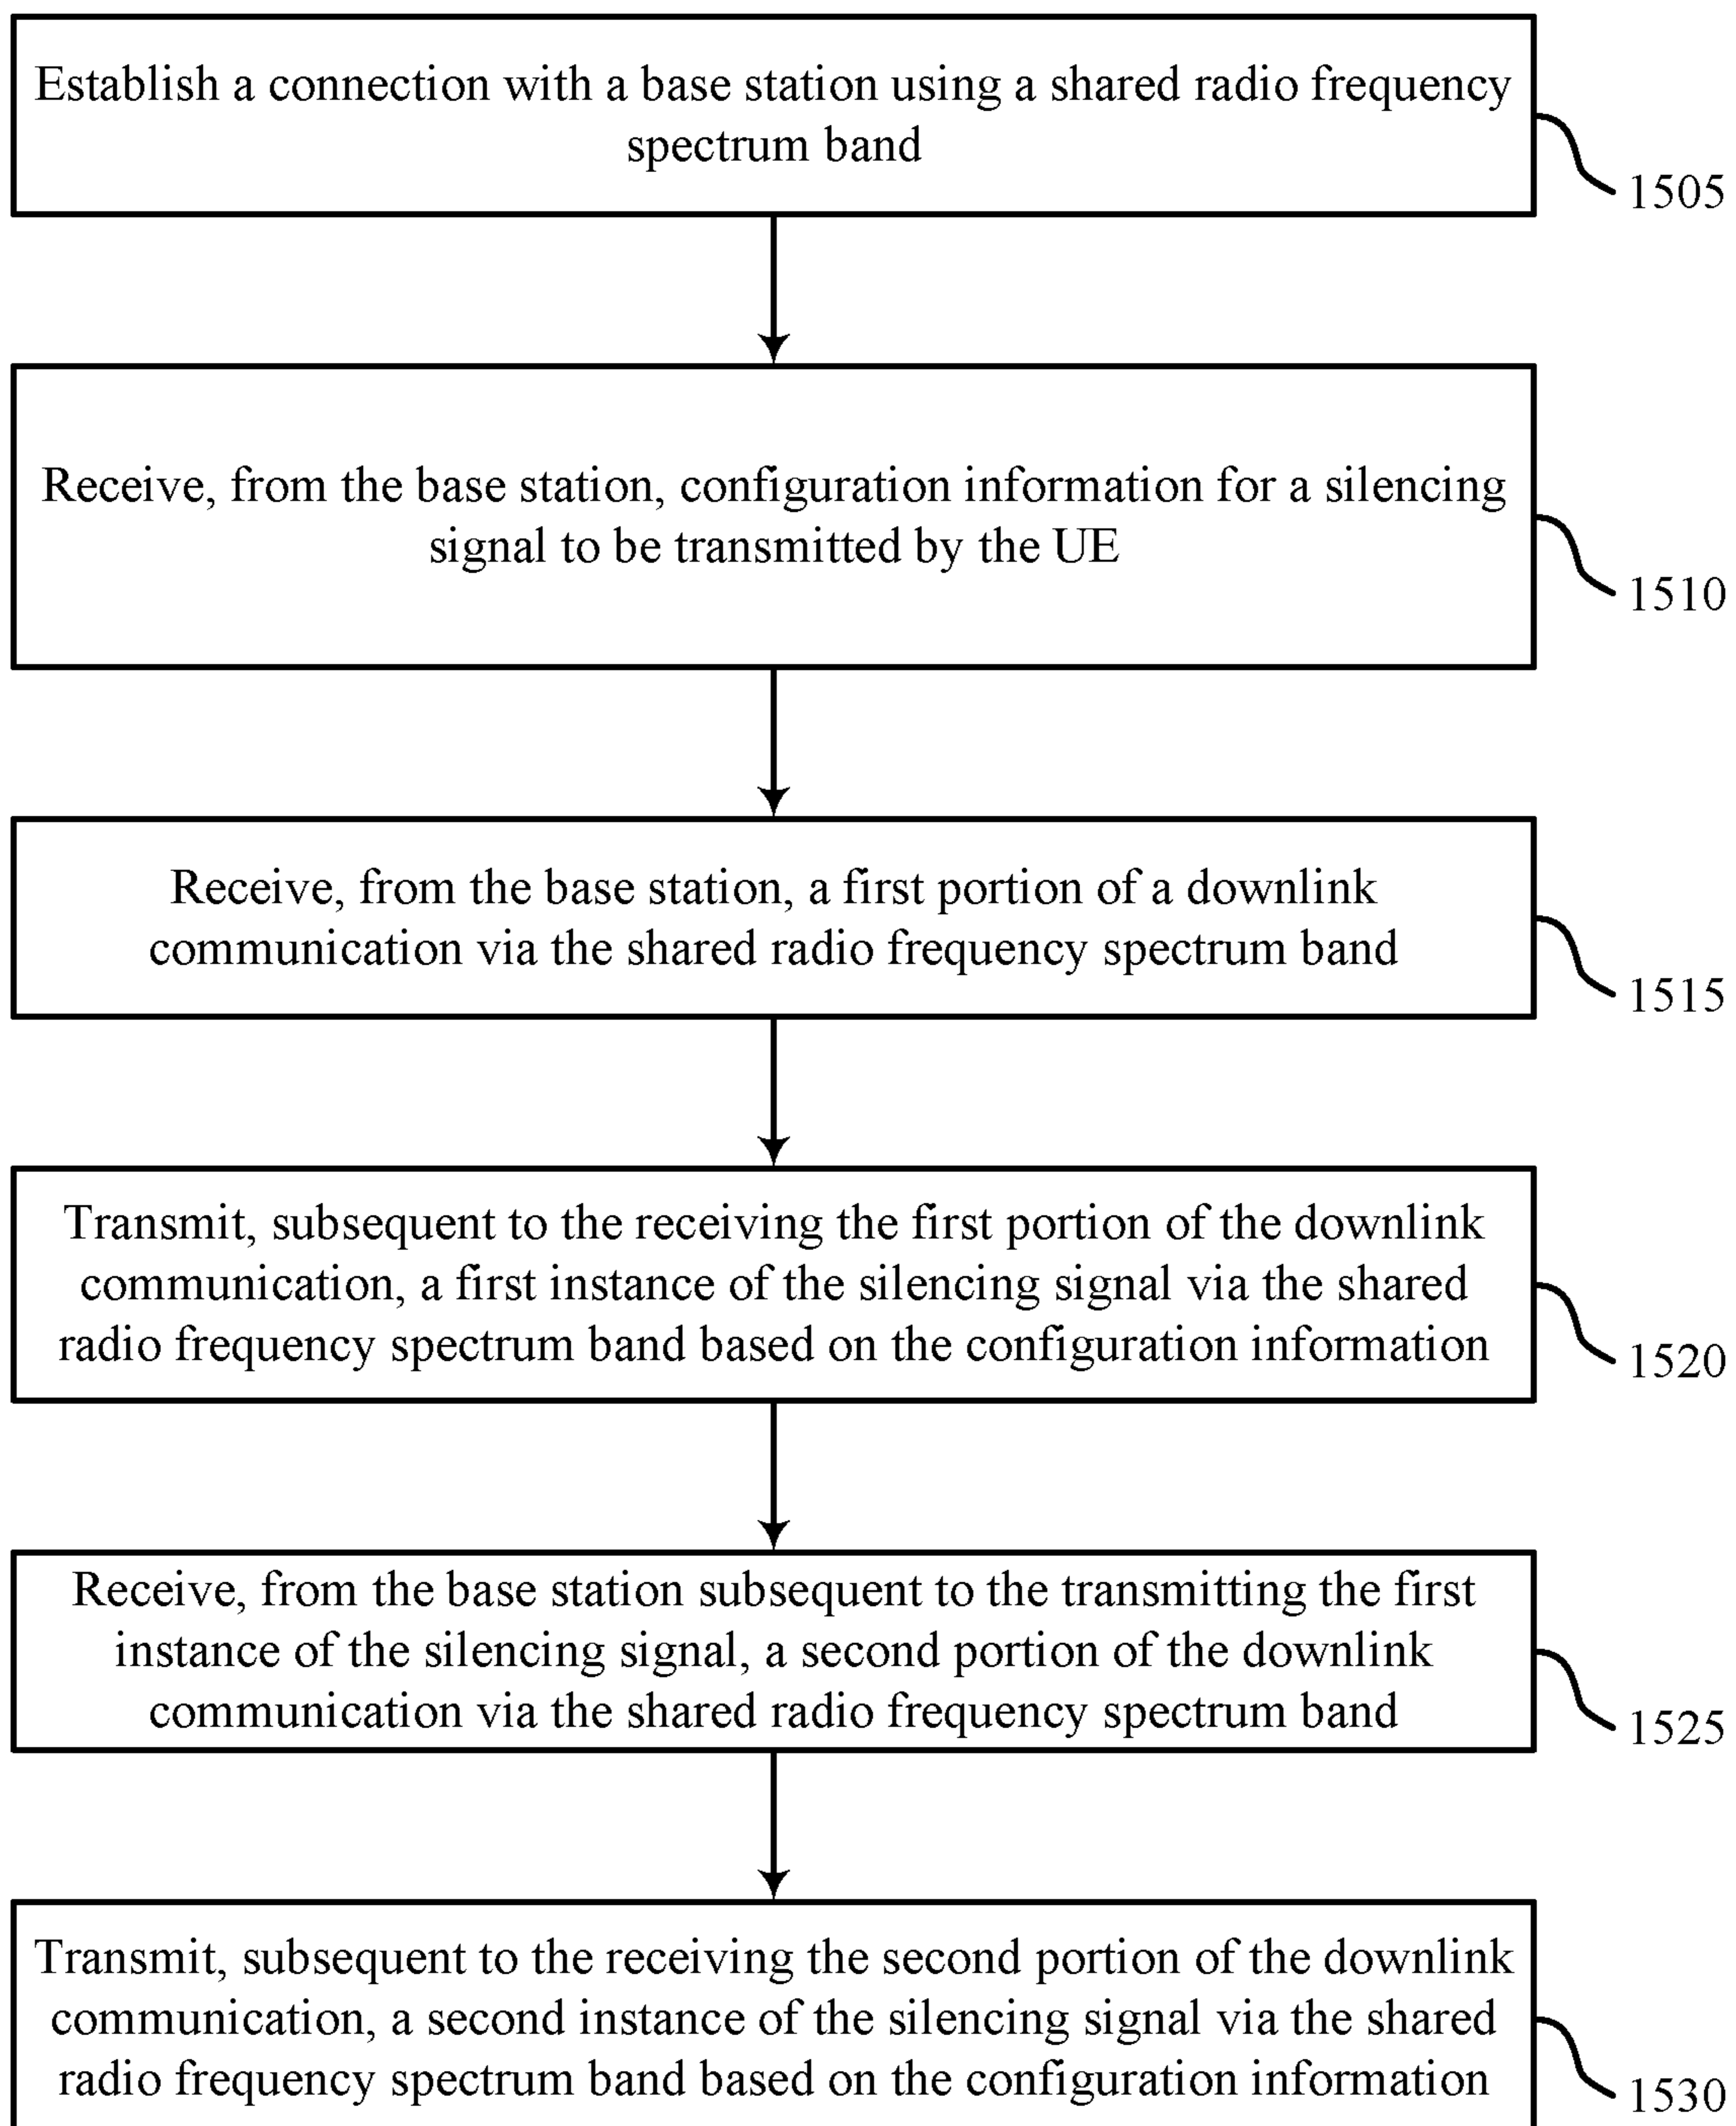 Establish a connection with a base station using a shared radio frequency
spectrum band
1505
Receive, from the base station, configuration information for a silencing
signal to be transmitted by the UE
1510
Receive, from the base station, a first portion of a downlink
communication via the shared radio frequency spectrum band
1515
Transmit, subsequent to the receiving the first portion of the downlink
communication, a first instance of the silencing signal via the shared
radio frequency spectrum band based on the configuration information
1520
Receive, from the base station subsequent to the transmitting the first
instance of the silencing signal, a second portion of the downlink
communication via the shared radio frequency spectrum band
1525
Transmit, subsequent to the receiving the second portion of the downlink
communication, a second instance of the silencing signal via the shared
radio frequency spectrum band based on the configuration information
1530